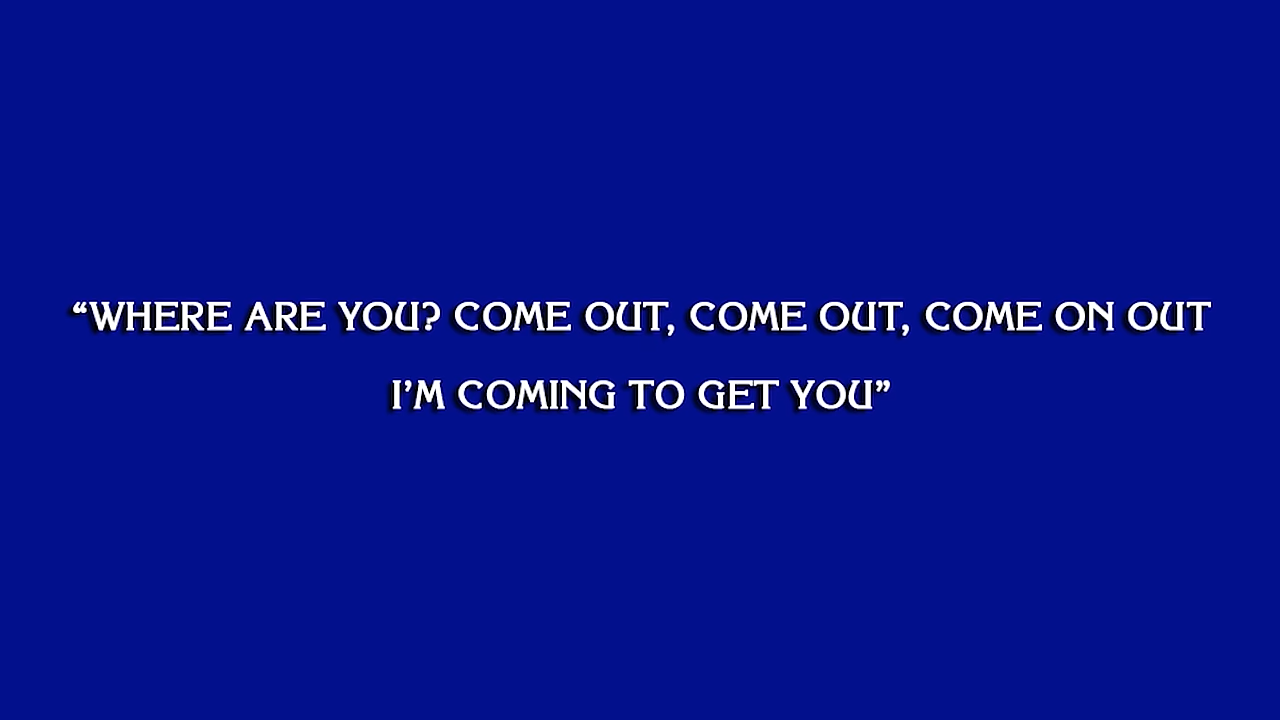 “WHERE ARE YOU? COME OUT, COME OUT, COME ON OUT
I’M COMING TO GET YOU”